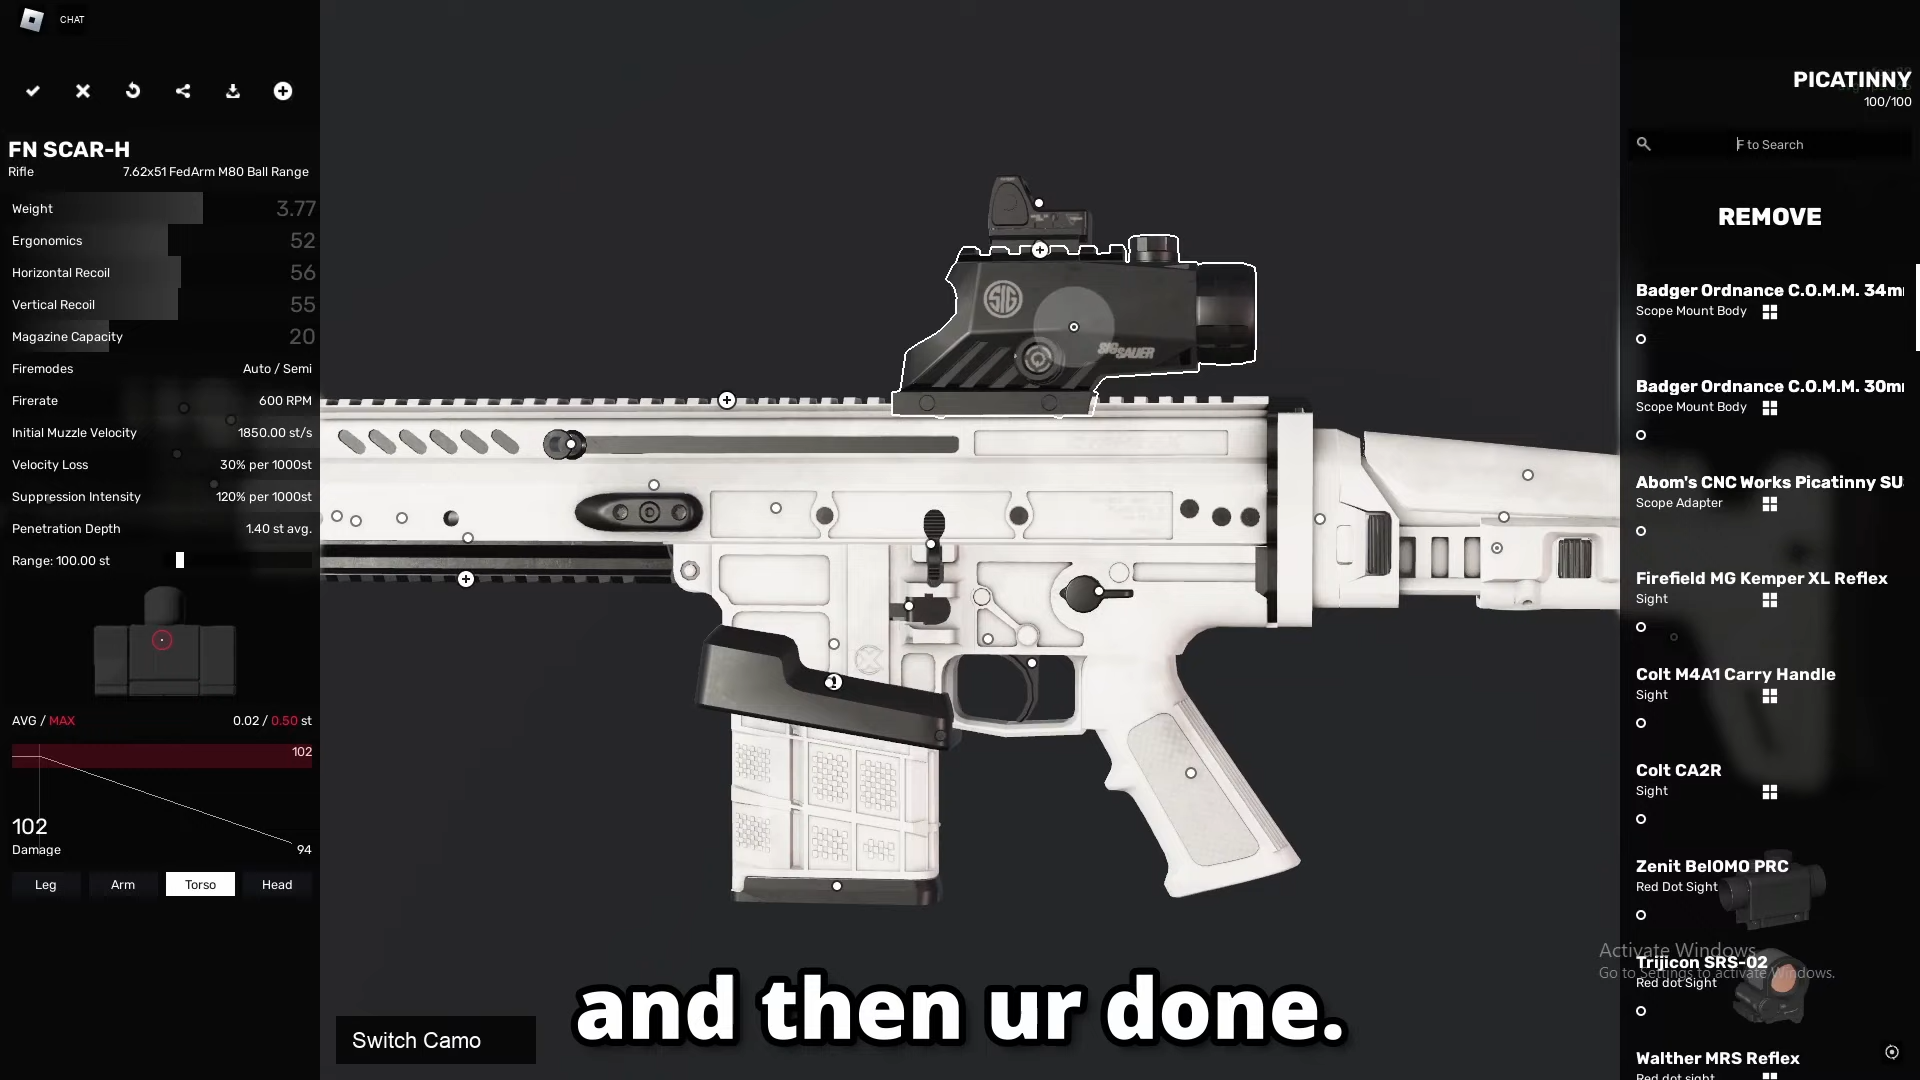 CHAT
FN SCAR-H
Rifle 7.62x51 FedArm M80 Ball Range
Weight 3.77
Ergonomics 52
Horizontal Recoil 56
Vertical Recoil 55
Magazine Capacity 20
Firemodes Auto / Semi
Firerate 600 RPM
Initial Muzzle Velocity 1850.00 st/s
Velocity Loss 30% per 1000st
Suppression Intensity 120% per 1000st
Penetration Depth 1.40 st avg.
Range: 100.00 st
AVG / MAX 0.02 / 0.50 st
102
102
Damage 94
Leg Arm Torso Head
SIG
SIG SAUER
Switch Camo
and then ur done.
PICATINNY
100/100
F to Search
REMOVE
Badger Ordnance C.O.M.M. 34m
Scope Mount Body
Badger Ordnance C.O.M.M. 30m
Scope Mount Body
Abom's CNC Works Picatinny SU
Scope Adapter
Firefield MG Kemper XL Reflex
Sight
Colt M4A1 Carry Handle
Sight
Colt CA2R
Sight
Zenit BelOMO PRC
Red Dot Sight
Activate Windows
Go to Settings to activate Windows.
Trijicon SRS-02
Red dot Sight
Walther MRS Reflex
Red dot sight